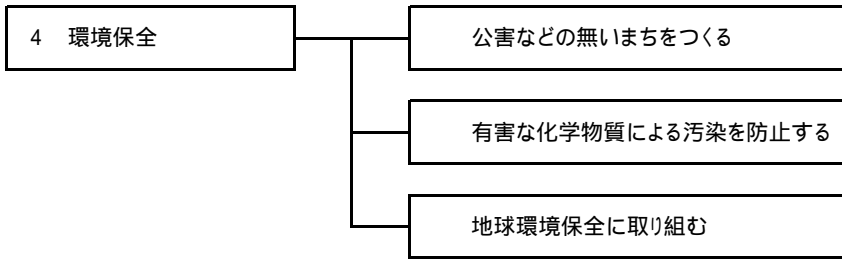 4　環境保全
公害などの無いまちをつくる
有害な化学物質による汚染を防止する
地球環境保全に取り組む